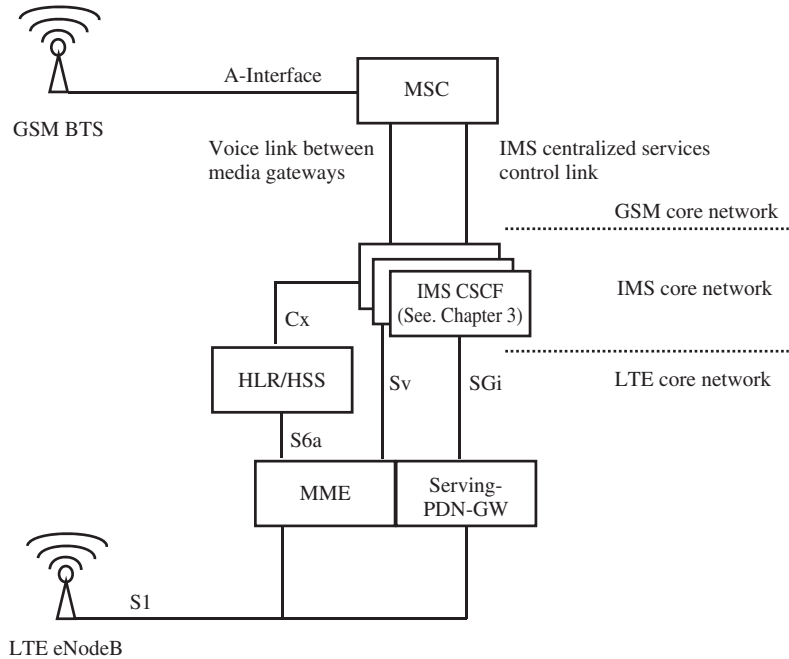 A-Interface
MSC
GSM BTS
Voice link between
media gateways
IMS centralized services
control link
GSM core network
IMS CSCF
(See. Chapter 3)
IMS core network
Cx
HLR/HSS
Sv
SGi
LTE core network
S6a
MME
Serving-
PDN-GW
S1
LTE eNodeB